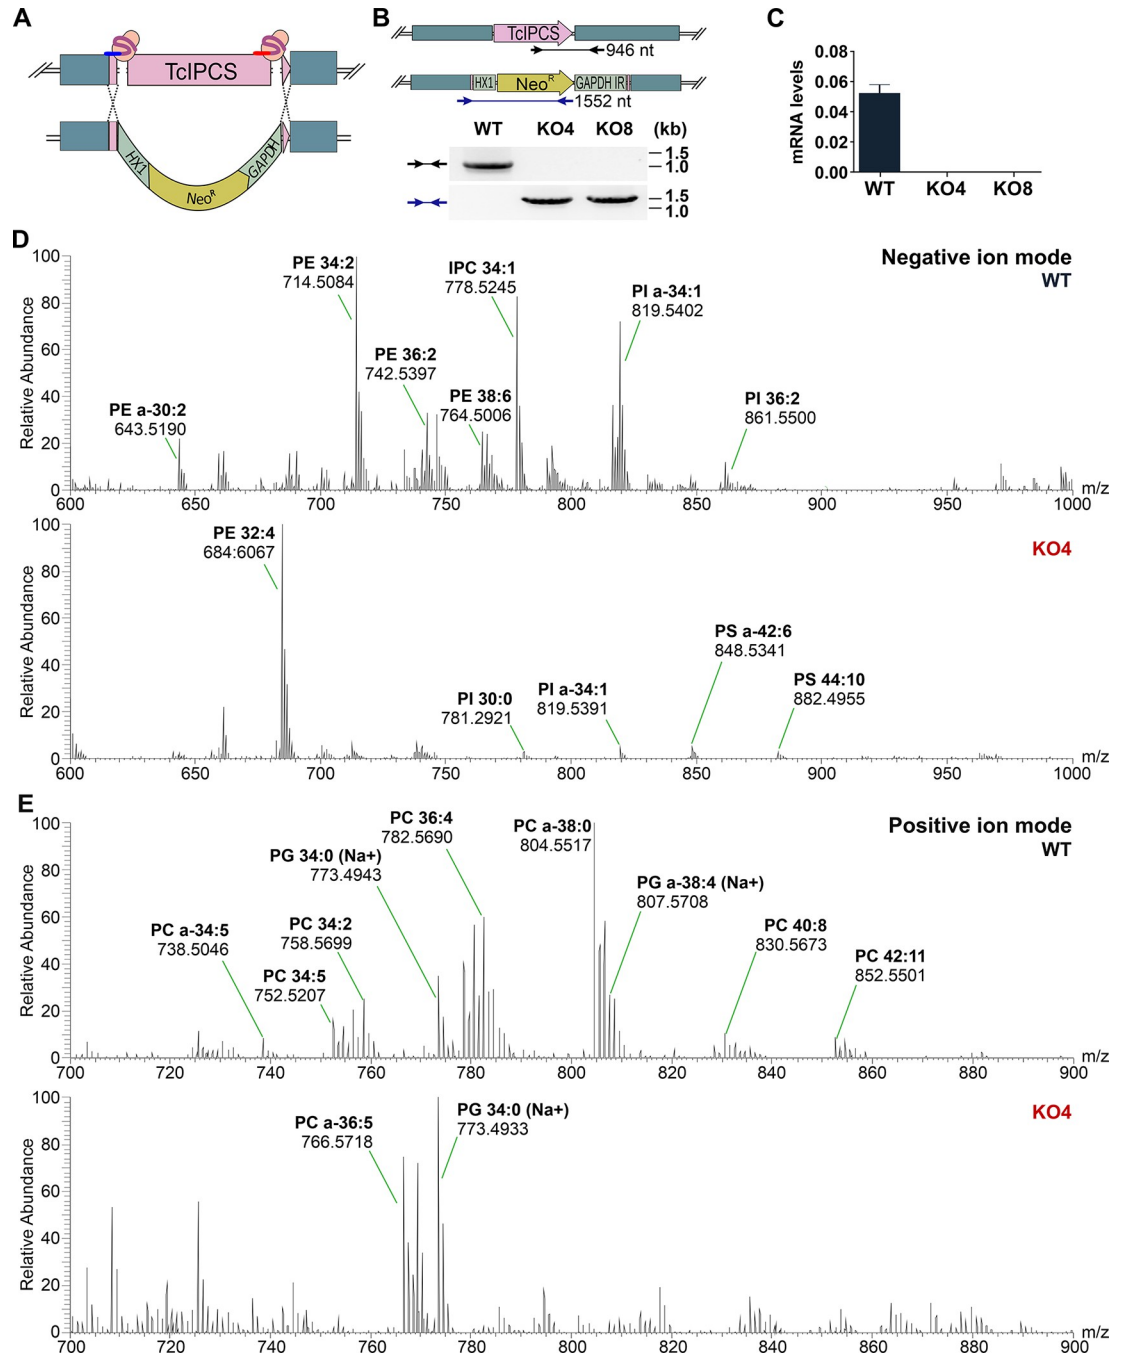 A
TcIPCS
HX1
NeoR
GAPDH
B
TcIPCS
946 nt
HX1
NeoR
GAPDH IR
1552 nt
WT KO4 KO8 (kb)
1.5
1.0
1.5
1.0
C
mRNA levels
0.08
0.06
0.04
0.02
0.00
WT KO4 KO8
D
Negative ion mode
WT
Relative Abundance
100
80
60
40
20
0
PE a-30:2
643.5190
PE 34:2
714.5084
PE 36:2
742.5397
PE 38:6
764.5006
IPC 34:1
778.5245
PI a-34:1
819.5402
PI 36:2
861.5500
600 650 700 750 800 850 900 950 1000 m/z
KO4
Relative Abundance
100
80
60
40
20
0
PE 32:4
684:6067
PI 30:0
781.2921
PI a-34:1
819.5391
PS a-42:6
848.5341
PS 44:10
882.4955
600 650 700 750 800 850 900 950 1000 m/z
E
Positive ion mode
WT
Relative Abundance
100
80
60
40
20
0
PC a-34:5
738.5046
PC 34:5
752.5207
PC 34:2
758.5699
PG 34:0 (Na+)
773.4943
PC 36:4
782.5690
PC a-38:0
804.5517
PG a-38:4 (Na+)
807.5708
PC 40:8
830.5673
PC 42:11
852.5501
700 720 740 760 780 800 820 840 860 880 900 m/z
KO4
Relative Abundance
100
80
60
40
20
0
PC a-36:5
766.5718
PG 34:0 (Na+)
773.4933
700 720 740 760 780 800 820 840 860 880 900 m/z